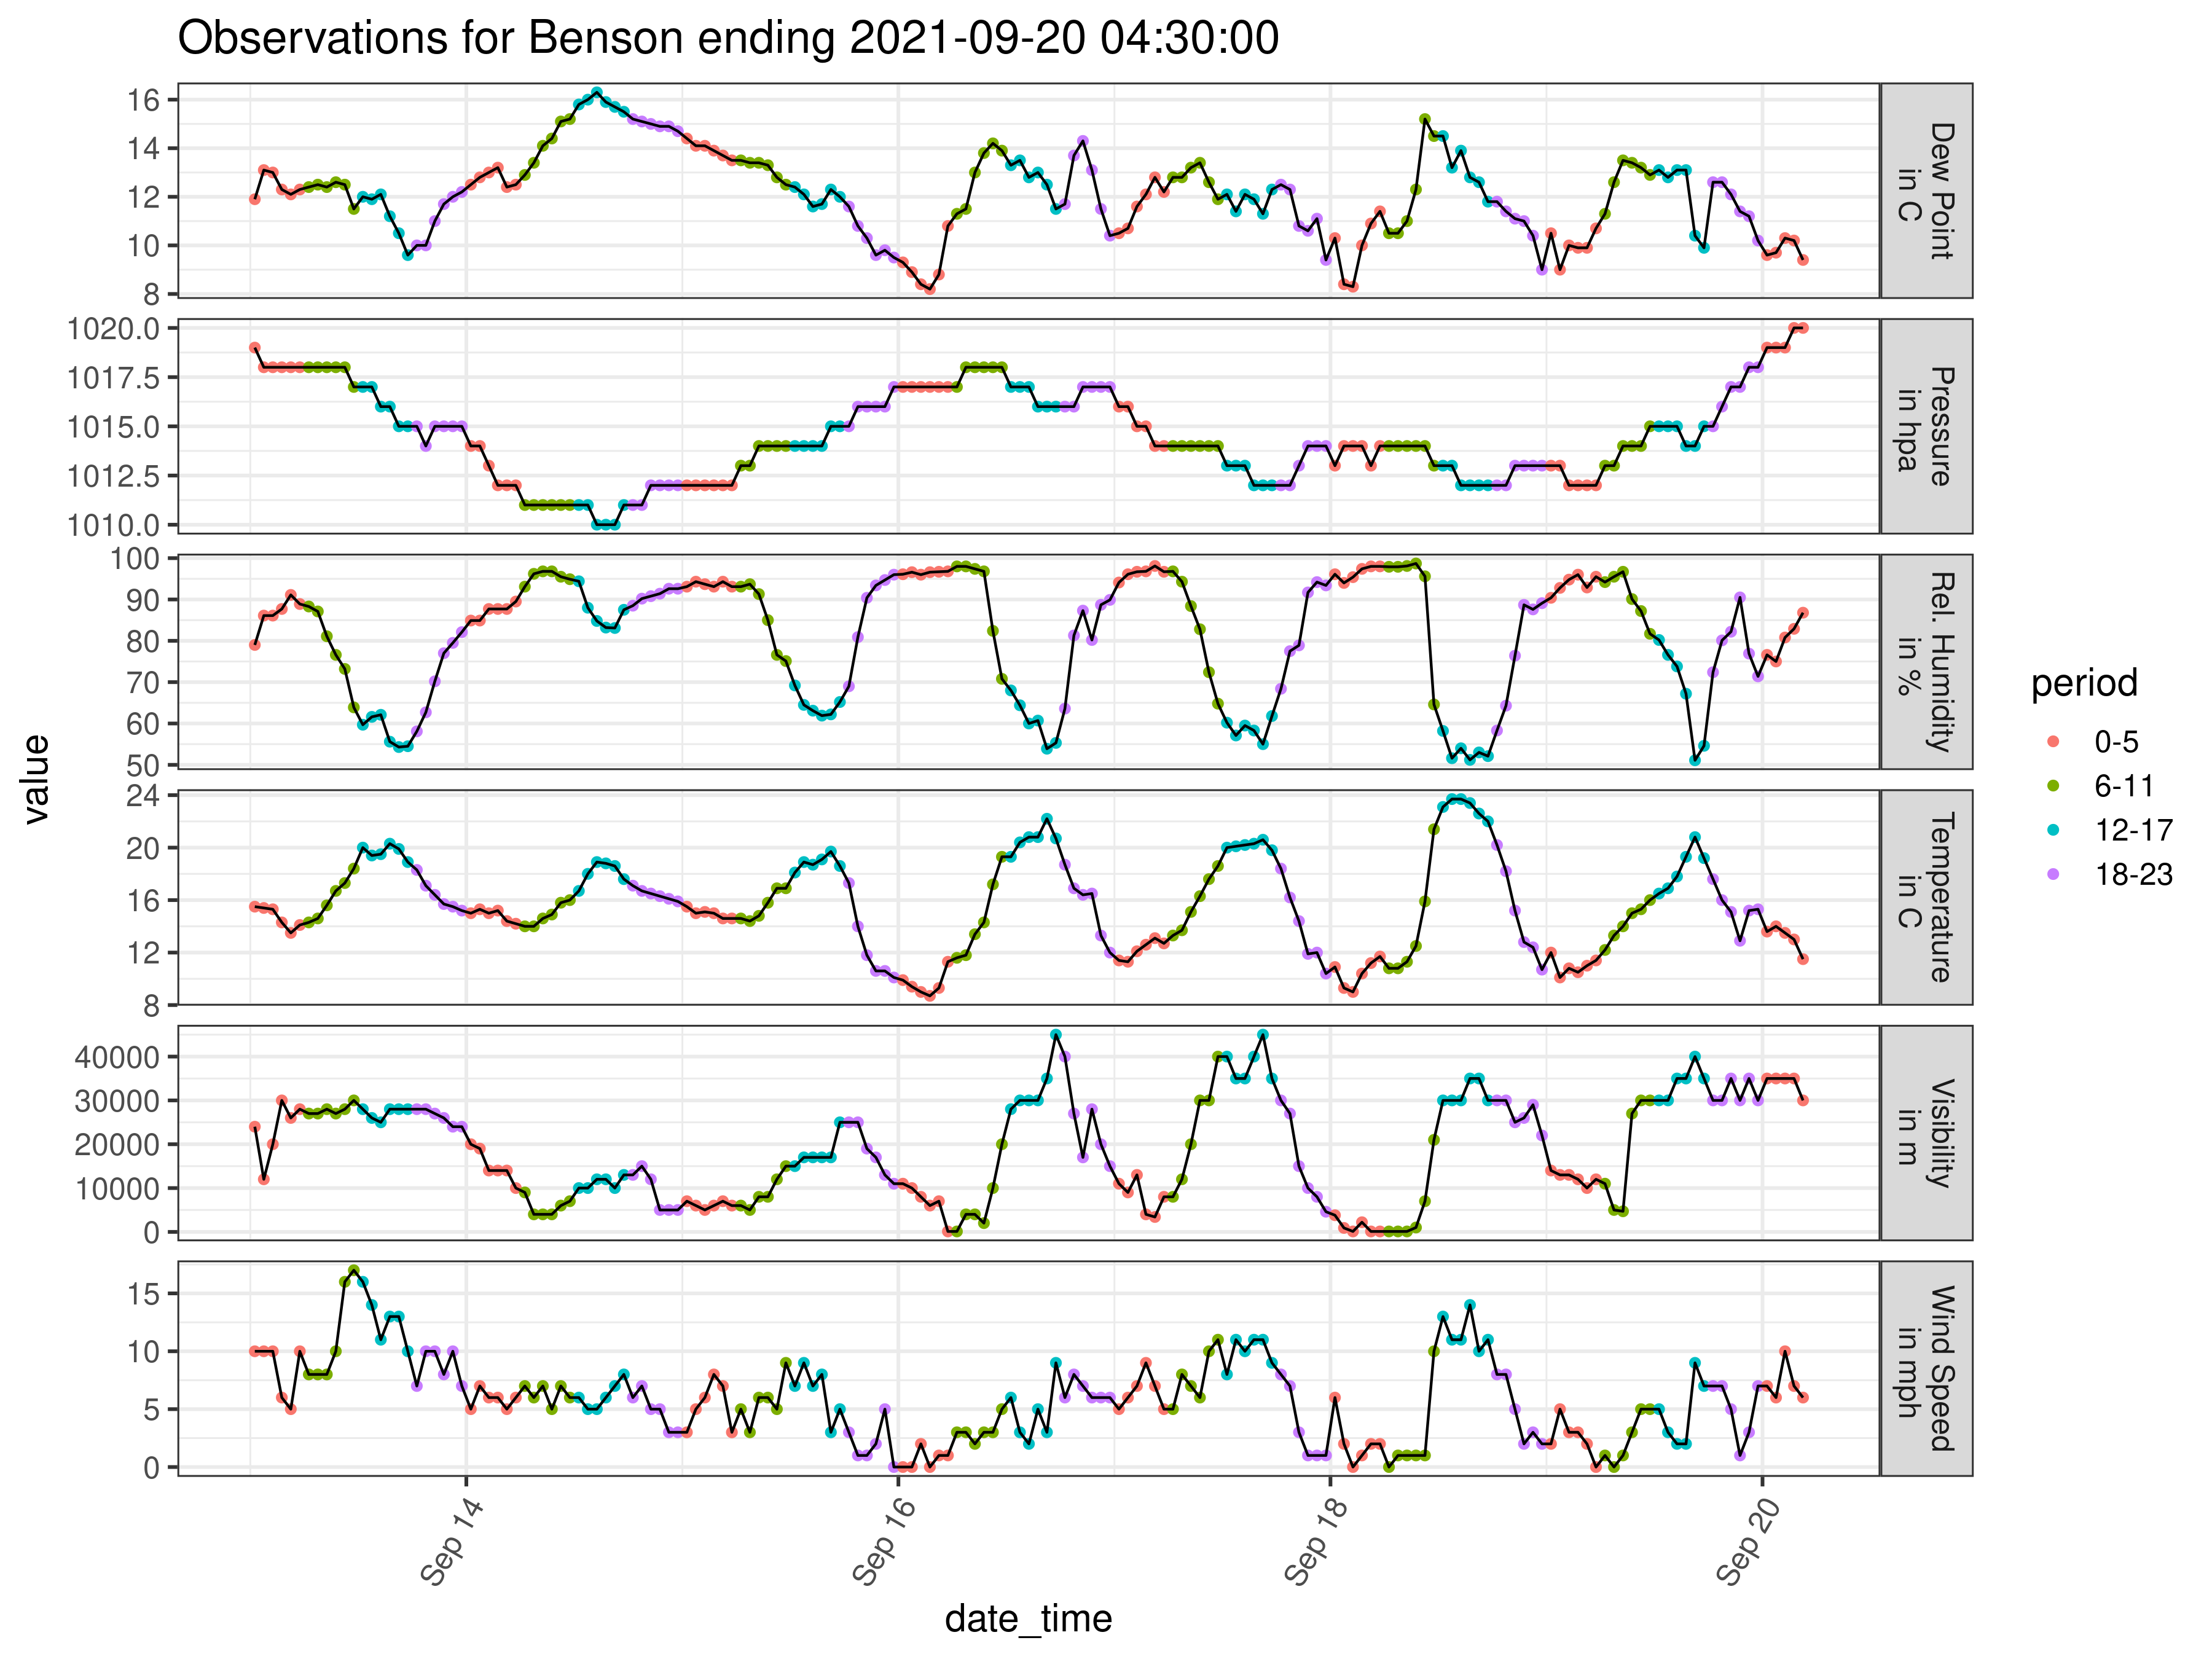 Observations for Benson ending 2021-09-20 04:30:00
16
14
12
10
8
Dew Point
in C
1020.0
1017.5
1015.0
1012.5
1010.0
Pressure
in hpa
100
90
80
70
60
50
Rel. Humidity
in %
24
20
16
12
8
Temperature
in C
40000
30000
20000
10000
0
Visibility
in m
15
10
5
0
Wind Speed
in mph
value
Sep 14
Sep 16
Sep 18
Sep 20
date_time
period
0-5
6-11
12-17
18-23